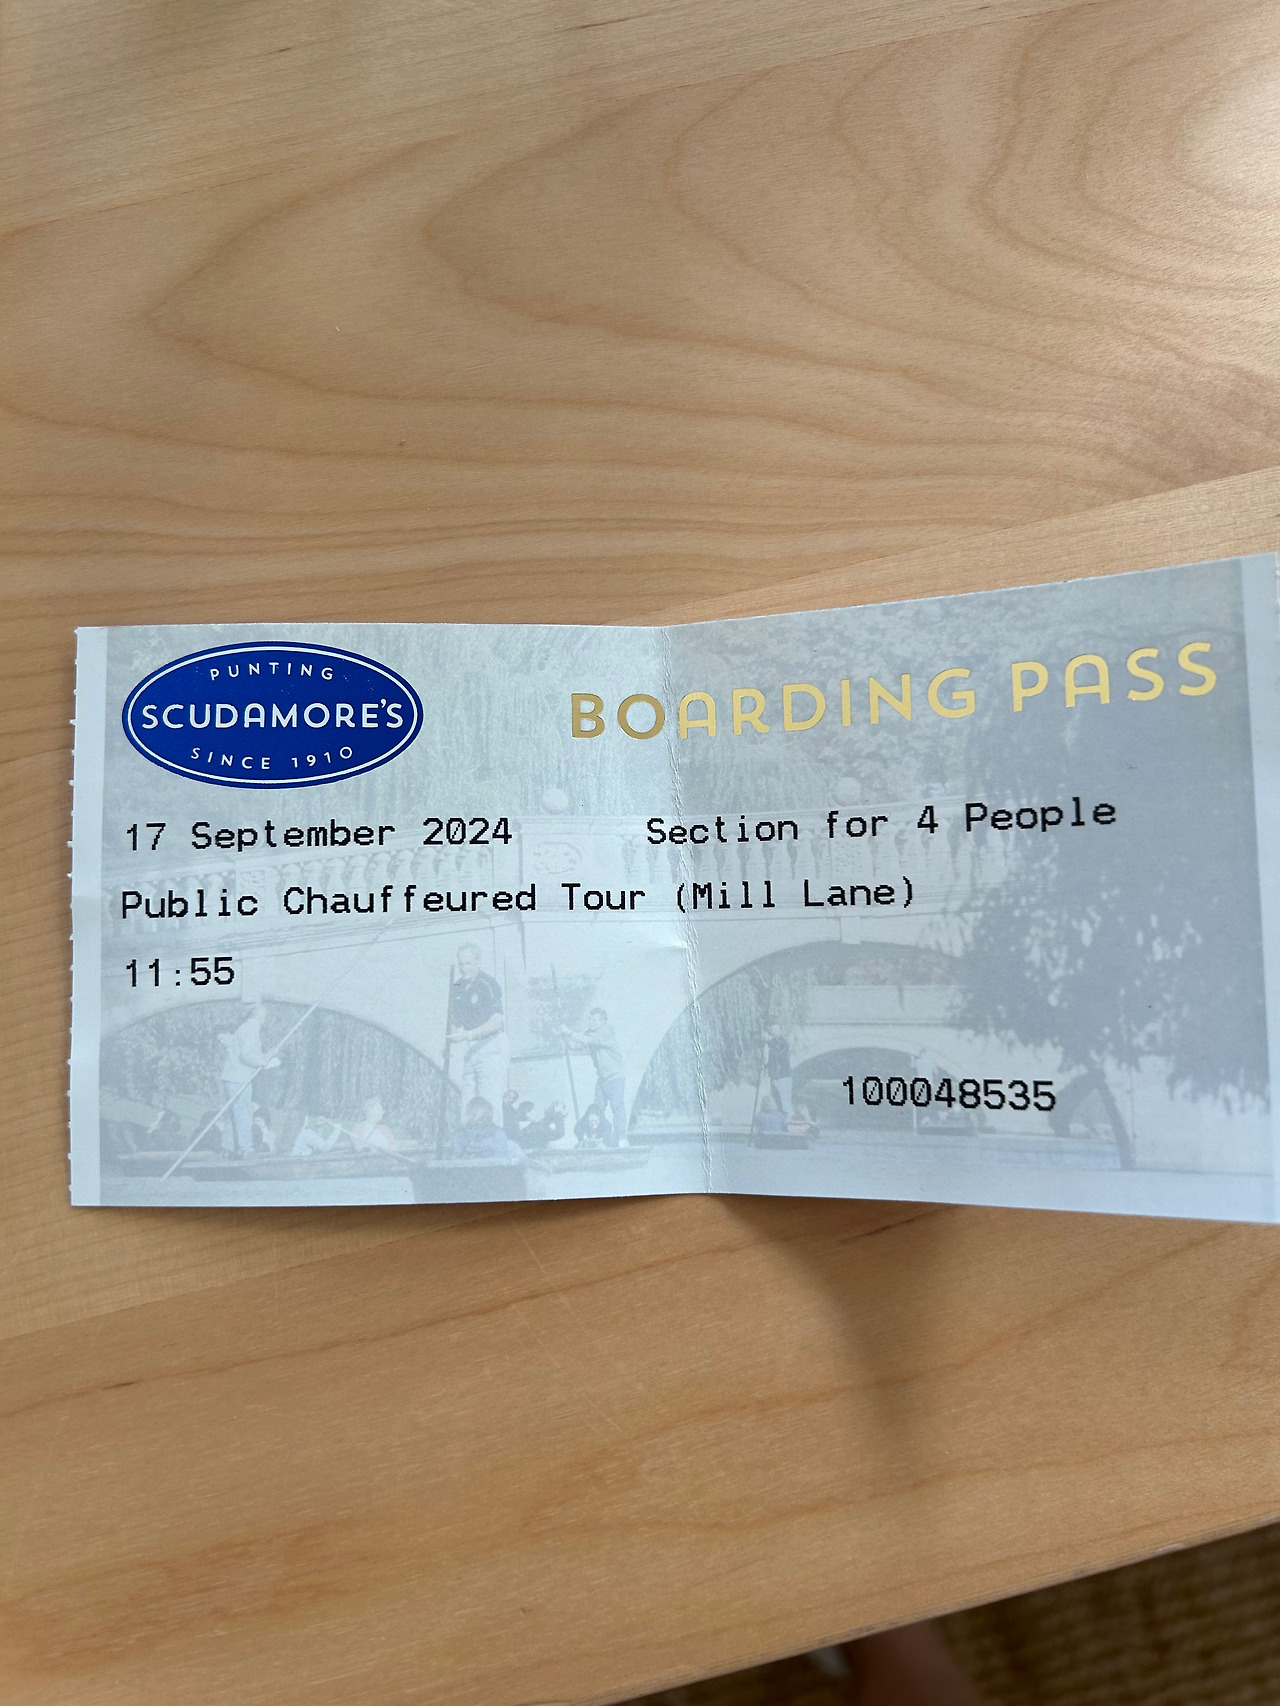 PUNTING
SCUDAMORE'S
SINCE 1910
BOARDING PASS
17 September 2024 Section for 4 People
Public Chauffeured Tour (Mill Lane)
11:55
100048535